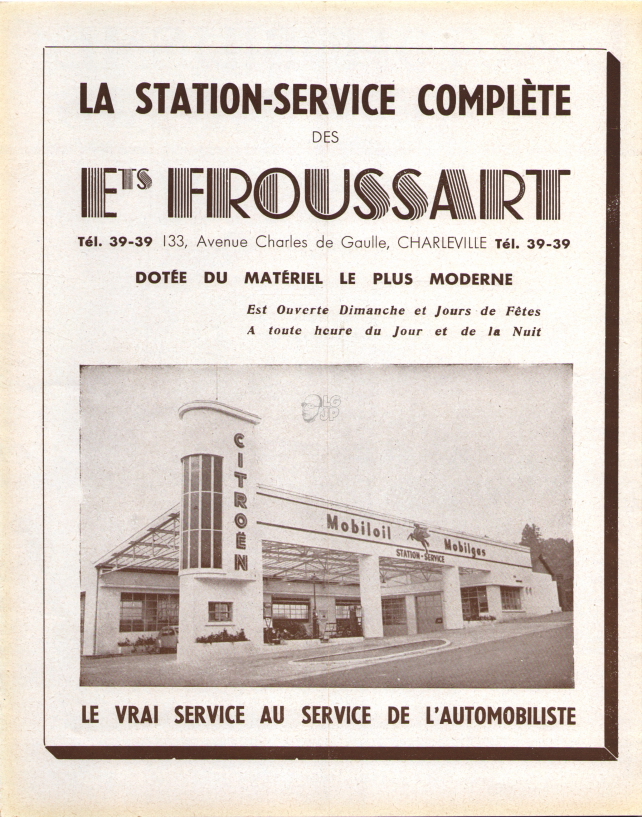 LA STATION-SERVICE COMPLÈTE
DES
ETS FROUSSART
Tél. 39-39 133, Avenue Charles de Gaulle, CHARLEVILLE Tél. 39-39
DOTÉE DU MATÉRIEL LE PLUS MODERNE
Est Ouverte Dimanche et Jours de Fêtes
A toute heure du Jour et de la Nuit
LG
JP
CITROËN
Mobiloil Mobilgas
STATION-SERVICE
LE VRAI SERVICE AU SERVICE DE L'AUTOMOBILISTE